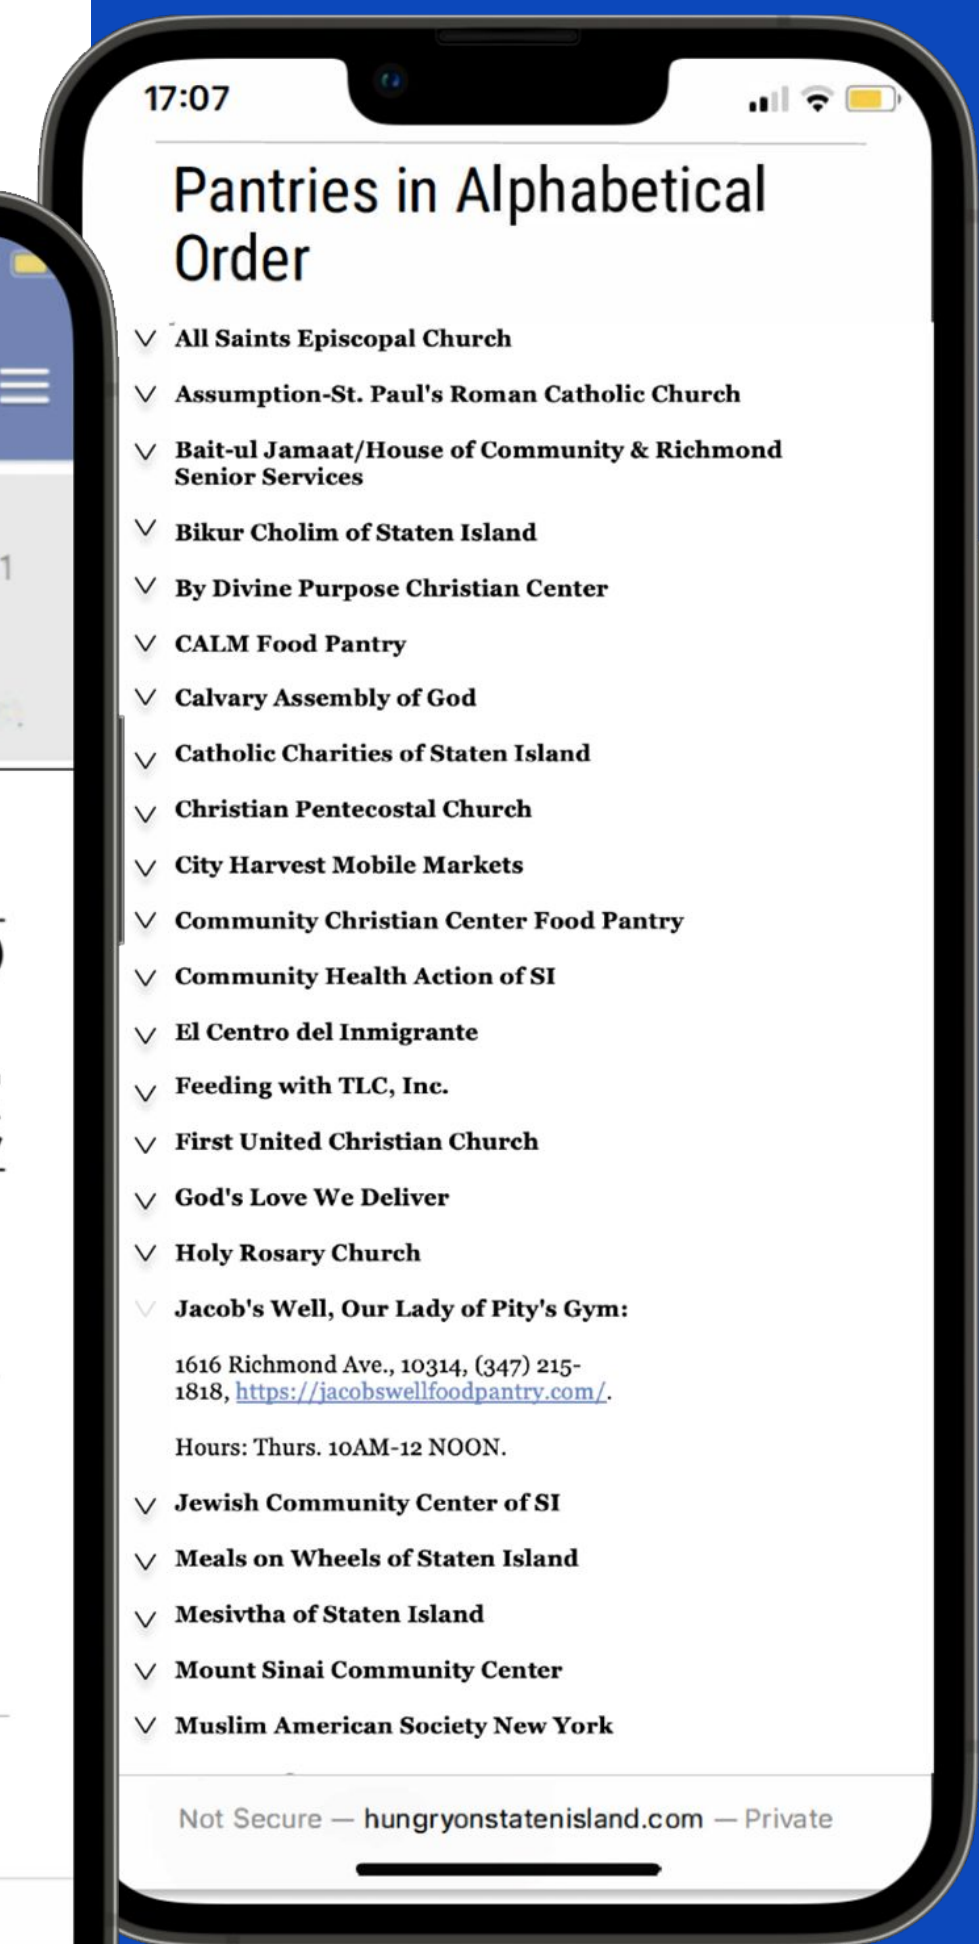 17:07
Pantries in Alphabetical
Order
All Saints Episcopal Church
Assumption-St. Paul's Roman Catholic Church
Bait-ul Jamaat/House of Community & Richmond
Senior Services
Bikur Cholim of Staten Island
By Divine Purpose Christian Center
CALM Food Pantry
Calvary Assembly of God
Catholic Charities of Staten Island
Christian Pentecostal Church
City Harvest Mobile Markets
Community Christian Center Food Pantry
Community Health Action of SI
El Centro del Inmigrante
Feeding with TLC, Inc.
First United Christian Church
God's Love We Deliver
Holy Rosary Church
Jacob's Well, Our Lady of Pity's Gym:
1616 Richmond Ave., 10314, (347) 215-
1818, https://jacobswellfoodpantry.com/.
Hours: Thurs. 10AM-12 NOON.
Jewish Community Center of SI
Meals on Wheels of Staten Island
Mesivtha of Staten Island
Mount Sinai Community Center
Muslim American Society New York
Not Secure — hungryonstatenisland.com — Private
1